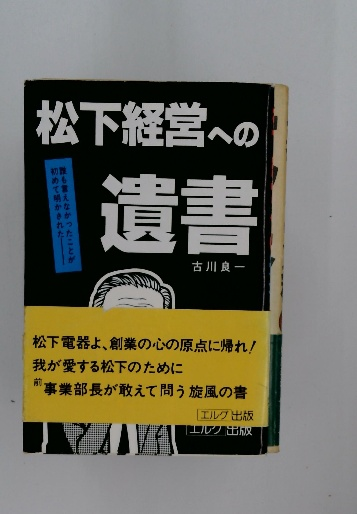 松下経営への
遺書
誰も言えなかったことが
初めて明かされた——
古川良一
松下電器よ、創業の心の原点に帰れ!
我が愛する松下のために
前事業部長が敢えて問う旋風の書
エルグ出版
エルグ出版